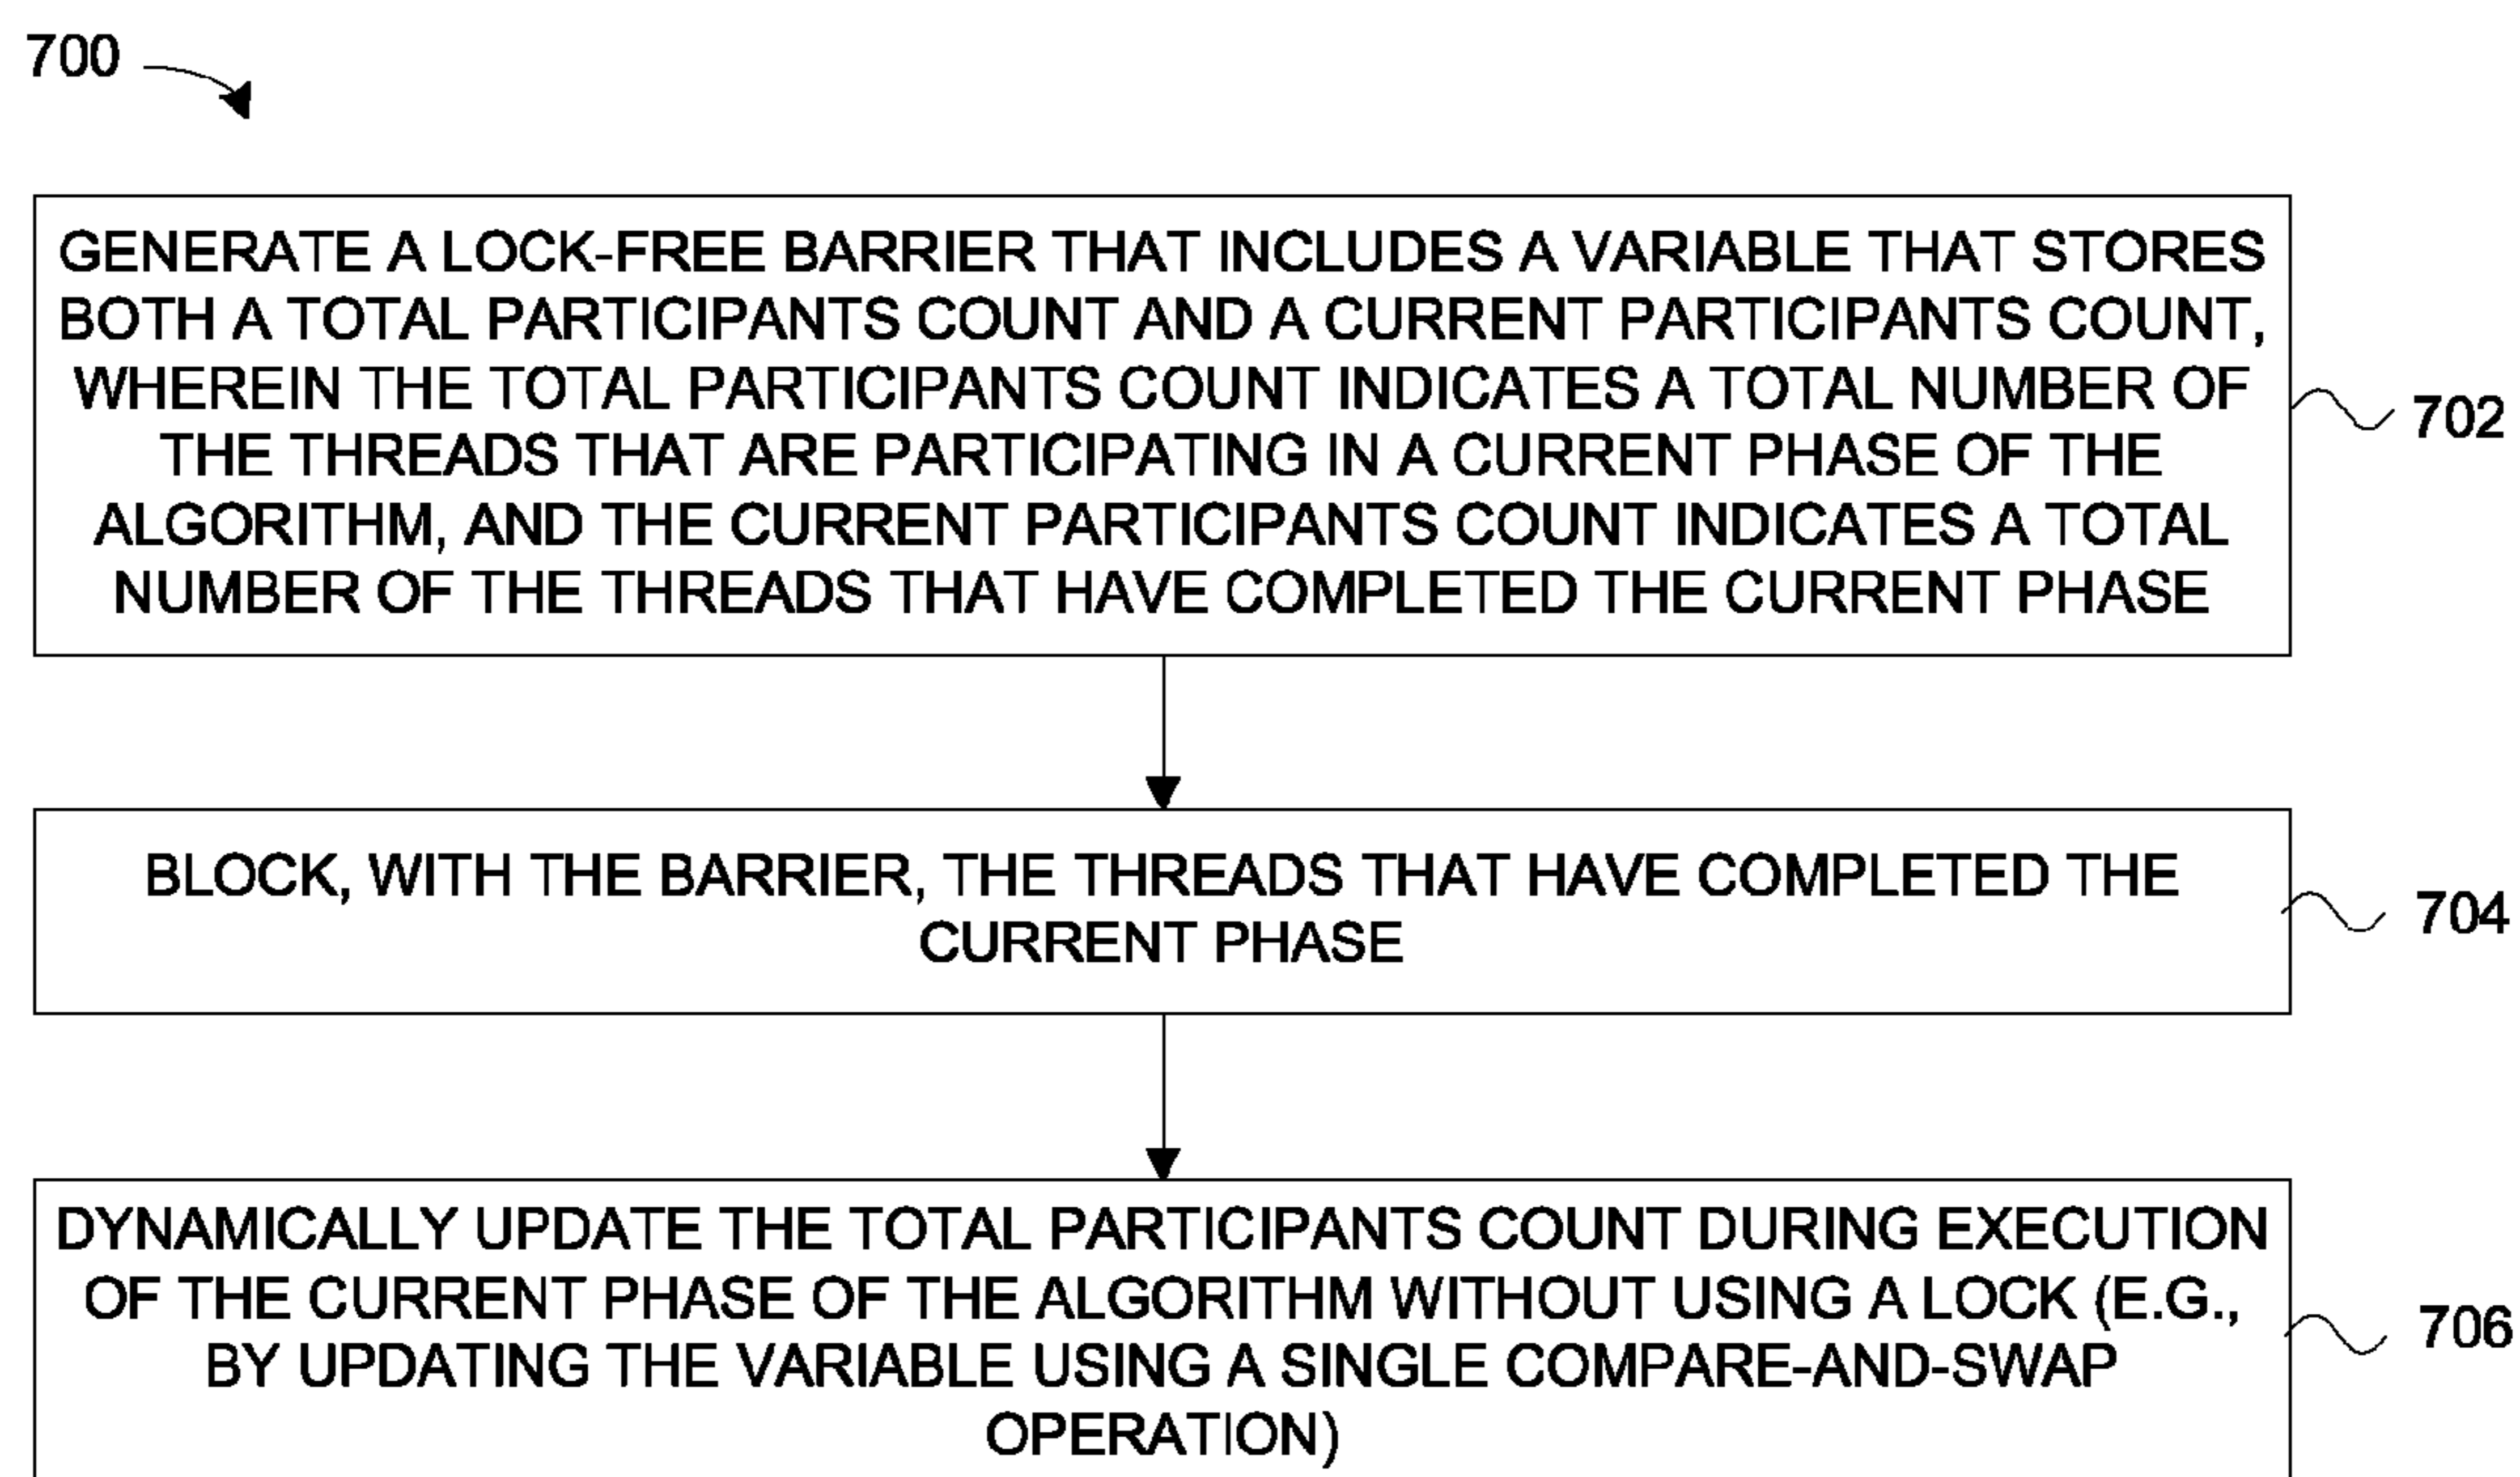 700
GENERATE A LOCK-FREE BARRIER THAT INCLUDES A VARIABLE THAT STORES
BOTH A TOTAL PARTICIPANTS COUNT AND A CURRENT PARTICIPANTS COUNT,
WHEREIN THE TOTAL PARTICIPANTS COUNT INDICATES A TOTAL NUMBER OF
THE THREADS THAT ARE PARTICIPATING IN A CURRENT PHASE OF THE
ALGORITHM, AND THE CURRENT PARTICIPANTS COUNT INDICATES A TOTAL
NUMBER OF THE THREADS THAT HAVE COMPLETED THE CURRENT PHASE
702
BLOCK, WITH THE BARRIER, THE THREADS THAT HAVE COMPLETED THE
CURRENT PHASE
704
DYNAMICALLY UPDATE THE TOTAL PARTICIPANTS COUNT DURING EXECUTION
OF THE CURRENT PHASE OF THE ALGORITHM WITHOUT USING A LOCK (E.G.,
BY UPDATING THE VARIABLE USING A SINGLE COMPARE-AND-SWAP
OPERATION)
706